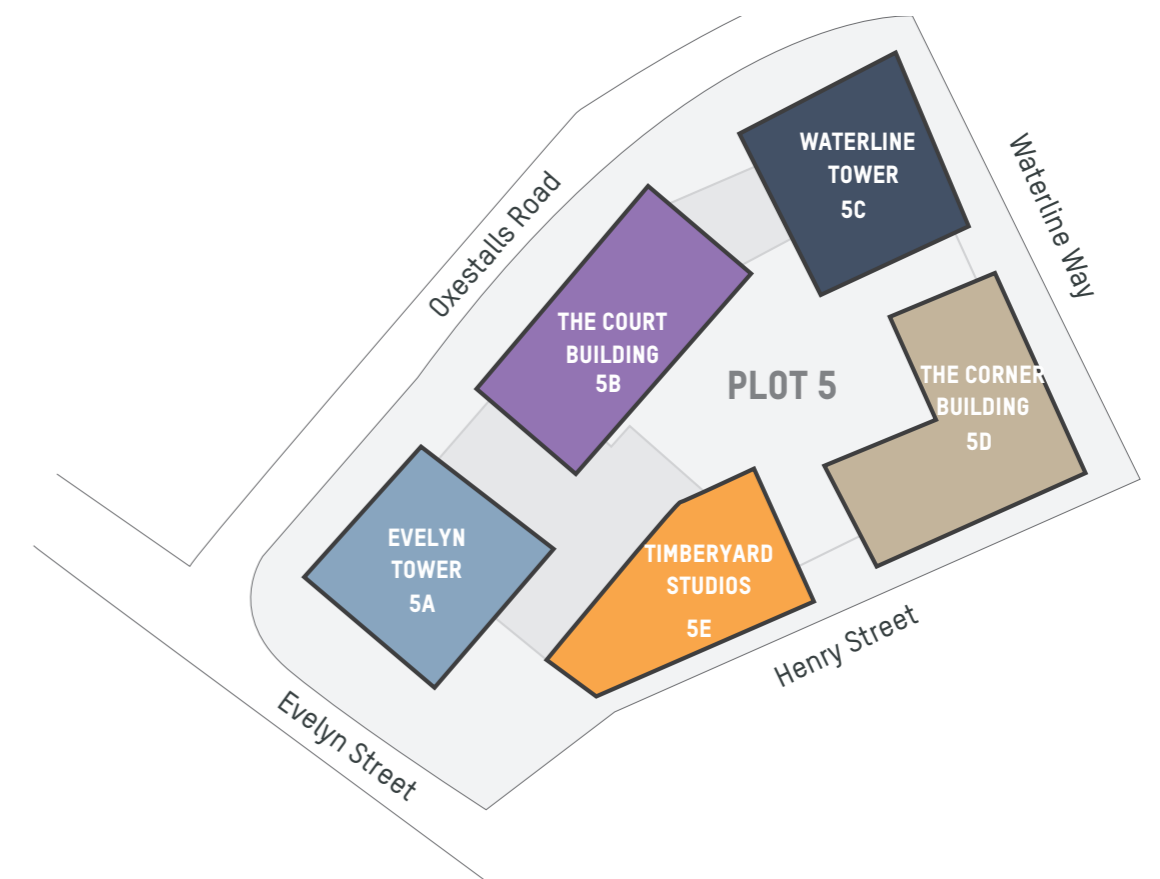 WATERLINE
TOWER
5C
Waterline Way
Oxestalls Road
THE COURT
BUILDING
5B
PLOT 5
THE CORNER
BUILDING
5D
EVELYN
TOWER
5A
TIMBERYARD
STUDIOS
5E
Henry Street
Evelyn Street